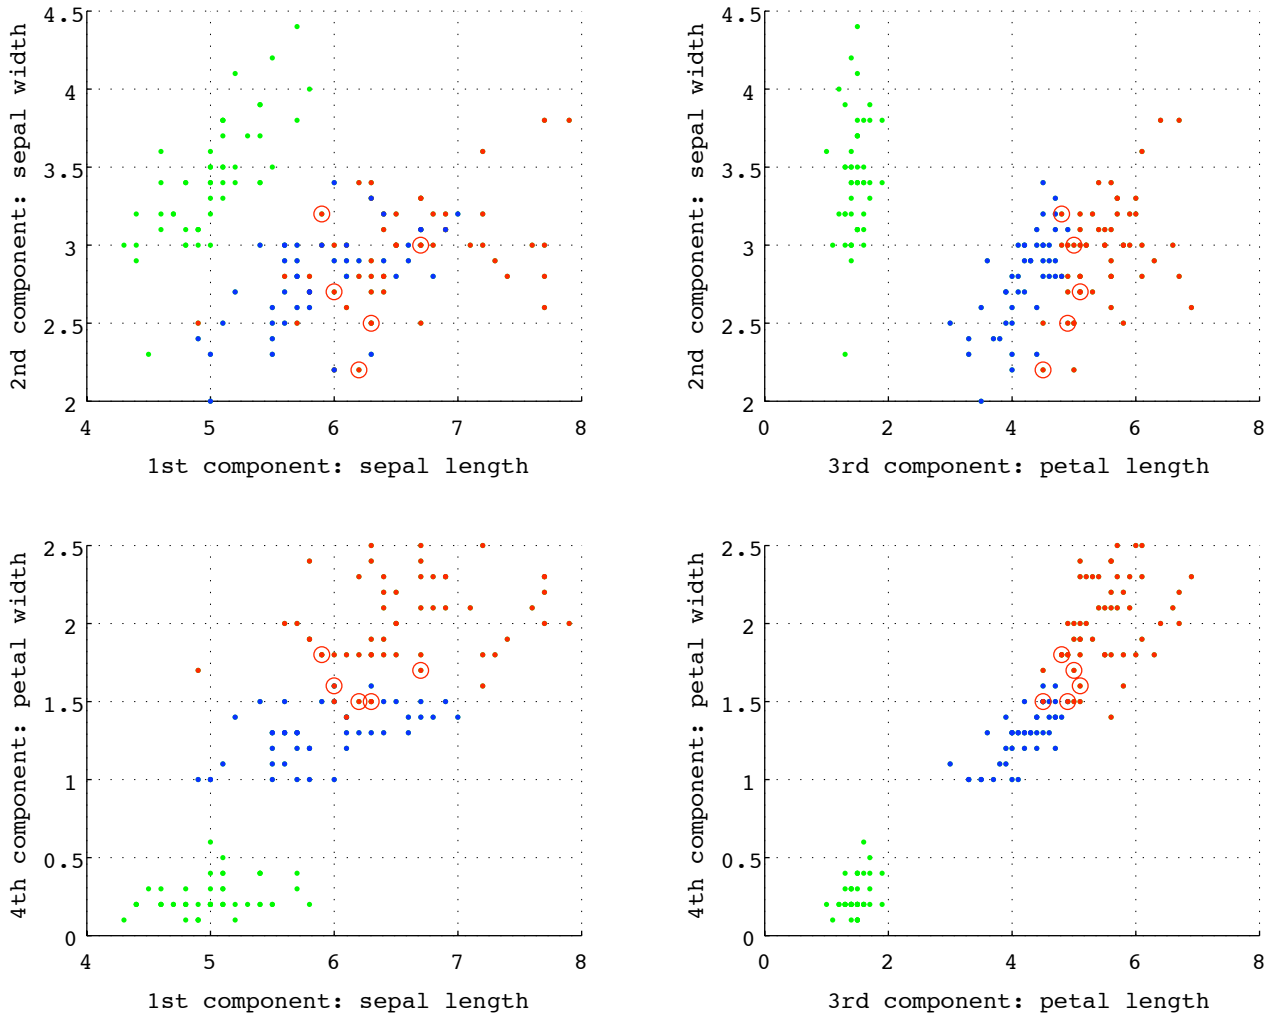 4.5
4
3.5
3
2.5
2
4 5 6 7 8
2nd component: sepal width
1st component: sepal length
4.5
4
3.5
3
2.5
2
0 2 4 6 8
2nd component: sepal width
3rd component: petal length
2.5
2
1.5
1
0.5
0
4 5 6 7 8
4th component: petal width
1st component: sepal length
2.5
2
1.5
1
0.5
0
0 2 4 6 8
4th component: petal width
3rd component: petal length